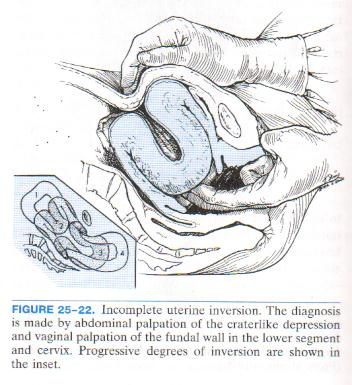 FIGURE 25–22. Incomplete uterine inversion. The diagnosis
is made by abdominal palpation of the craterlike depression
and vaginal palpation of the fundal wall in the lower segment
and cervix. Progressive degrees of inversion are shown in
the inset.